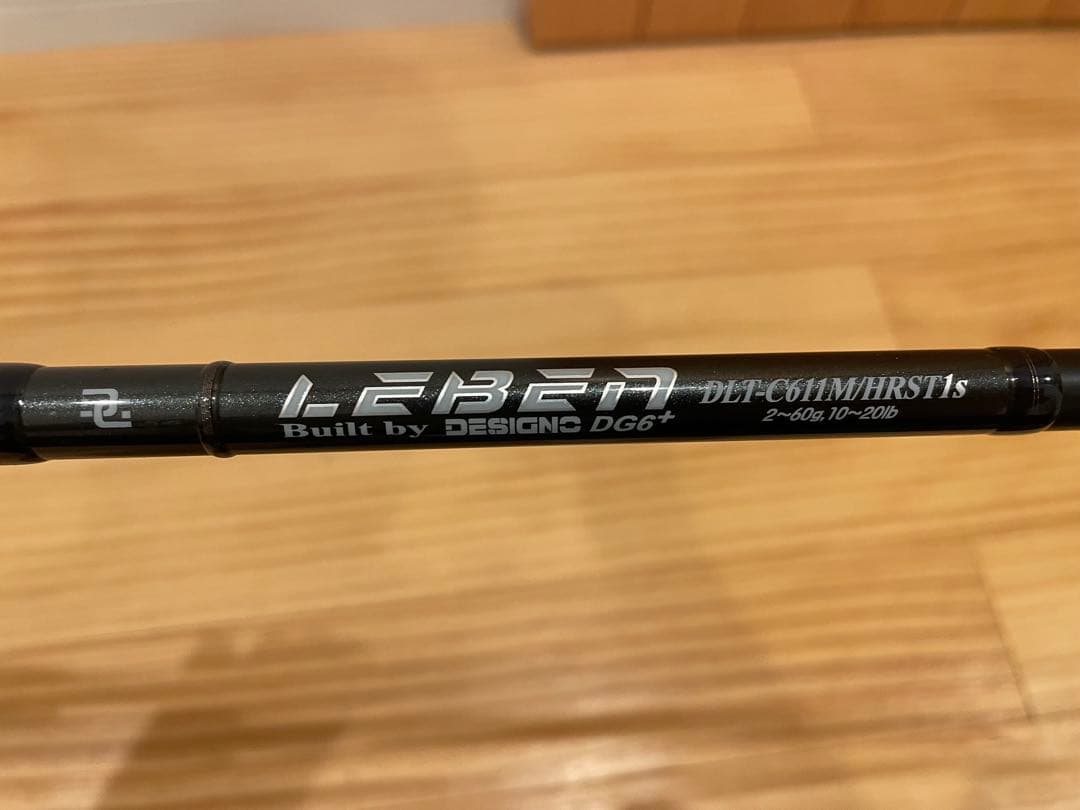 LEBEN
Built by DESIGNO DG6+
DLT-C611M/HRST1s
2~60g, 10~20lb